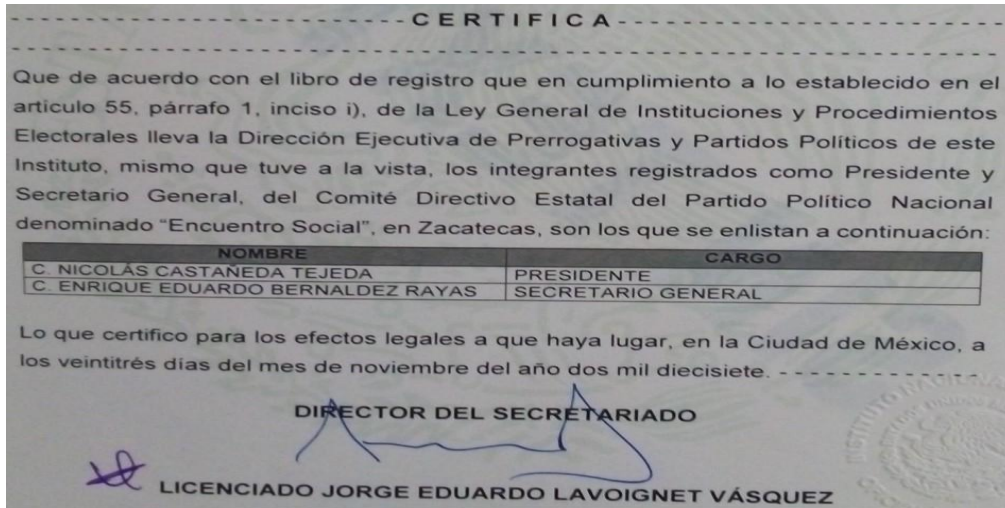 - - - - - - - - - - - - - - - - - - - - - - - - - - CERTIFICA - - - - - - - - - - - - - - - - - - - - - - - - - -
- - - - - - - - - - - - - - - - - - - - - - - - - - - - - - - - - - - - - - - - - - - - - - - - - - - - - - - - - - - -
Que de acuerdo con el libro de registro que en cumplimiento a lo establecido en el
artículo 55, párrafo 1, inciso i), de la Ley General de Instituciones y Procedimientos
Electorales lleva la Dirección Ejecutiva de Prerrogativas y Partidos Políticos de este
Instituto, mismo que tuve a la vista, los integrantes registrados como Presidente y
Secretario General, del Comité Directivo Estatal del Partido Político Nacional
denominado “Encuentro Social”, en Zacatecas, son los que se enlistan a continuación:
NOMBRE CARGO
C. NICOLÁS CASTAÑEDA TEJEDA PRESIDENTE
C. ENRIQUE EDUARDO BERNALDEZ RAYAS SECRETARIO GENERAL
Lo que certifico para los efectos legales a que haya lugar, en la Ciudad de México, a
los veintitrés días del mes de noviembre del año dos mil diecisiete. - - - - - - - - - - - - - -
DIRECTOR DEL SECRETARIADO
LICENCIADO JORGE EDUARDO LAVOIGNET VÁSQUEZ